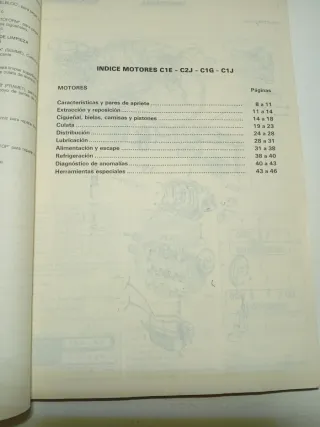 INDICE MOTORES C1E - C2J - C1G - C1J
MOTORES Páginas
Características y pares de apriete 8 a 11
Extracción y reposición 11 a 14
Cigueñal, bielas, camisas y pistones 14 a 18
Culata 19 a 23
Distribución 24 a 28
Lubricación 28 a 31
Alimentación y escape 31 a 38
Refrigeración 38 a 40
Diagnóstico de anomalías 40 a 43
Herramientas especiales 43 a 46